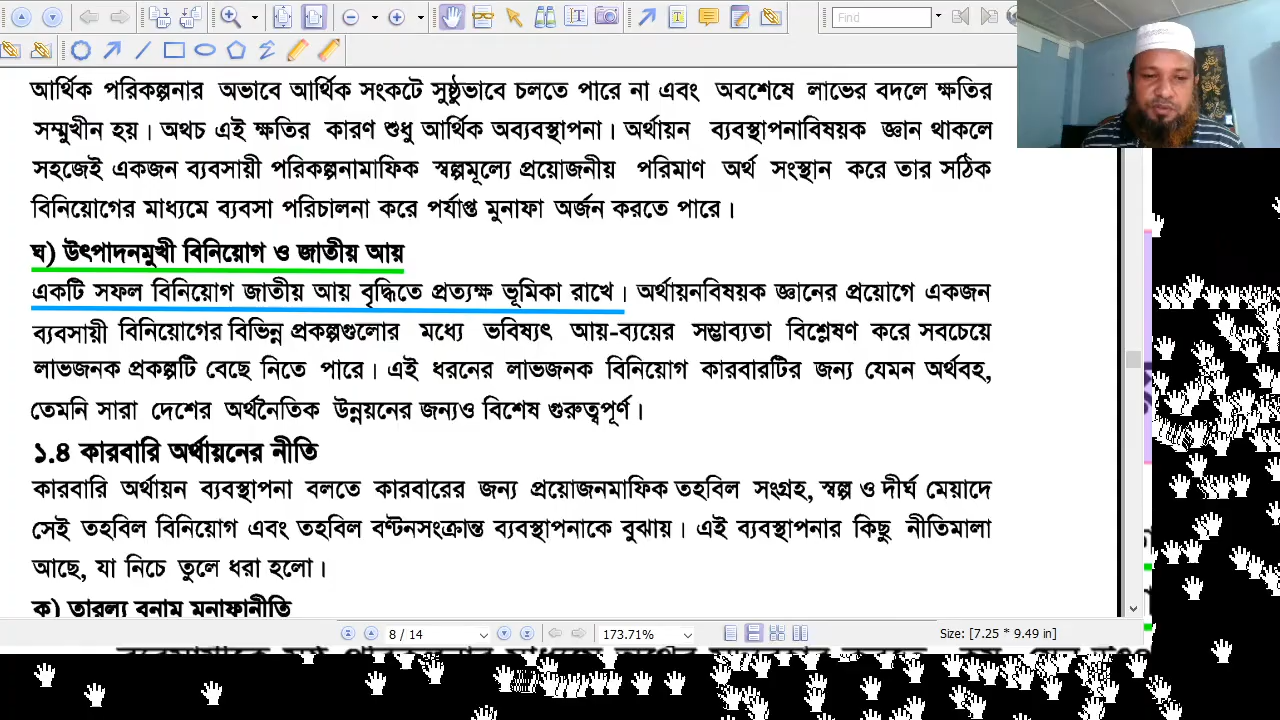 Find
আর্থিক পরিকল্পনার অভাবে আর্থিক সংকটে সুষ্ঠুভাবে চলতে পারে না এবং অবশেষে লাভের বদলে ক্ষতির
সম্মুখীন হয়। অথচ এই ক্ষতির কারণ শুধু আর্থিক অব্যবস্থাপনা। অর্থায়ন ব্যবস্থাপনাবিষয়ক জ্ঞান থাকলে
সহজেই একজন ব্যবসায়ী পরিকল্পনামাফিক স্বল্পমূল্যে প্রয়োজনীয় পরিমাণ অর্থ সংস্থান করে তার সঠিক
বিনিয়োগের মাধ্যমে ব্যবসা পরিচালনা করে পর্যাপ্ত মুনাফা অর্জন করতে পারে।
ঘ) উৎপাদনমুখী বিনিয়োগ ও জাতীয় আয়
একটি সফল বিনিয়োগ জাতীয় আয় বৃদ্ধিতে প্রত্যক্ষ ভূমিকা রাখে। অর্থায়নবিষয়ক জ্ঞানের প্রয়োগে একজন
ব্যবসায়ী বিনিয়োগের বিভিন্ন প্রকল্পগুলোর মধ্যে ভবিষ্যৎ আয়-ব্যয়ের সম্ভাব্যতা বিশ্লেষণ করে সবচেয়ে
লাভজনক প্রকল্পটি বেছে নিতে পারে। এই ধরনের লাভজনক বিনিয়োগ কারবারটির জন্য যেমন অর্থবহ,
তেমনি সারা দেশের অর্থনৈতিক উন্নয়নের জন্যও বিশেষ গুরুত্বপূর্ণ।
১.৪ কারবারি অর্থায়নের নীতি
কারবারি অর্থায়ন ব্যবস্থাপনা বলতে কারবারের জন্য প্রয়োজনমাফিক তহবিল সংগ্রহ, স্বল্প ও দীর্ঘ মেয়াদে
সেই তহবিল বিনিয়োগ এবং তহবিল বণ্টনসংক্রান্ত ব্যবস্থাপনাকে বুঝায়। এই ব্যবস্থাপনার কিছু নীতিমালা
আছে, যা নিচে তুলে ধরা হলো।
ক) তারল্য বনাম মুনাফানীতি
8 / 14 173.71% Size: [7.25 * 9.49 in]